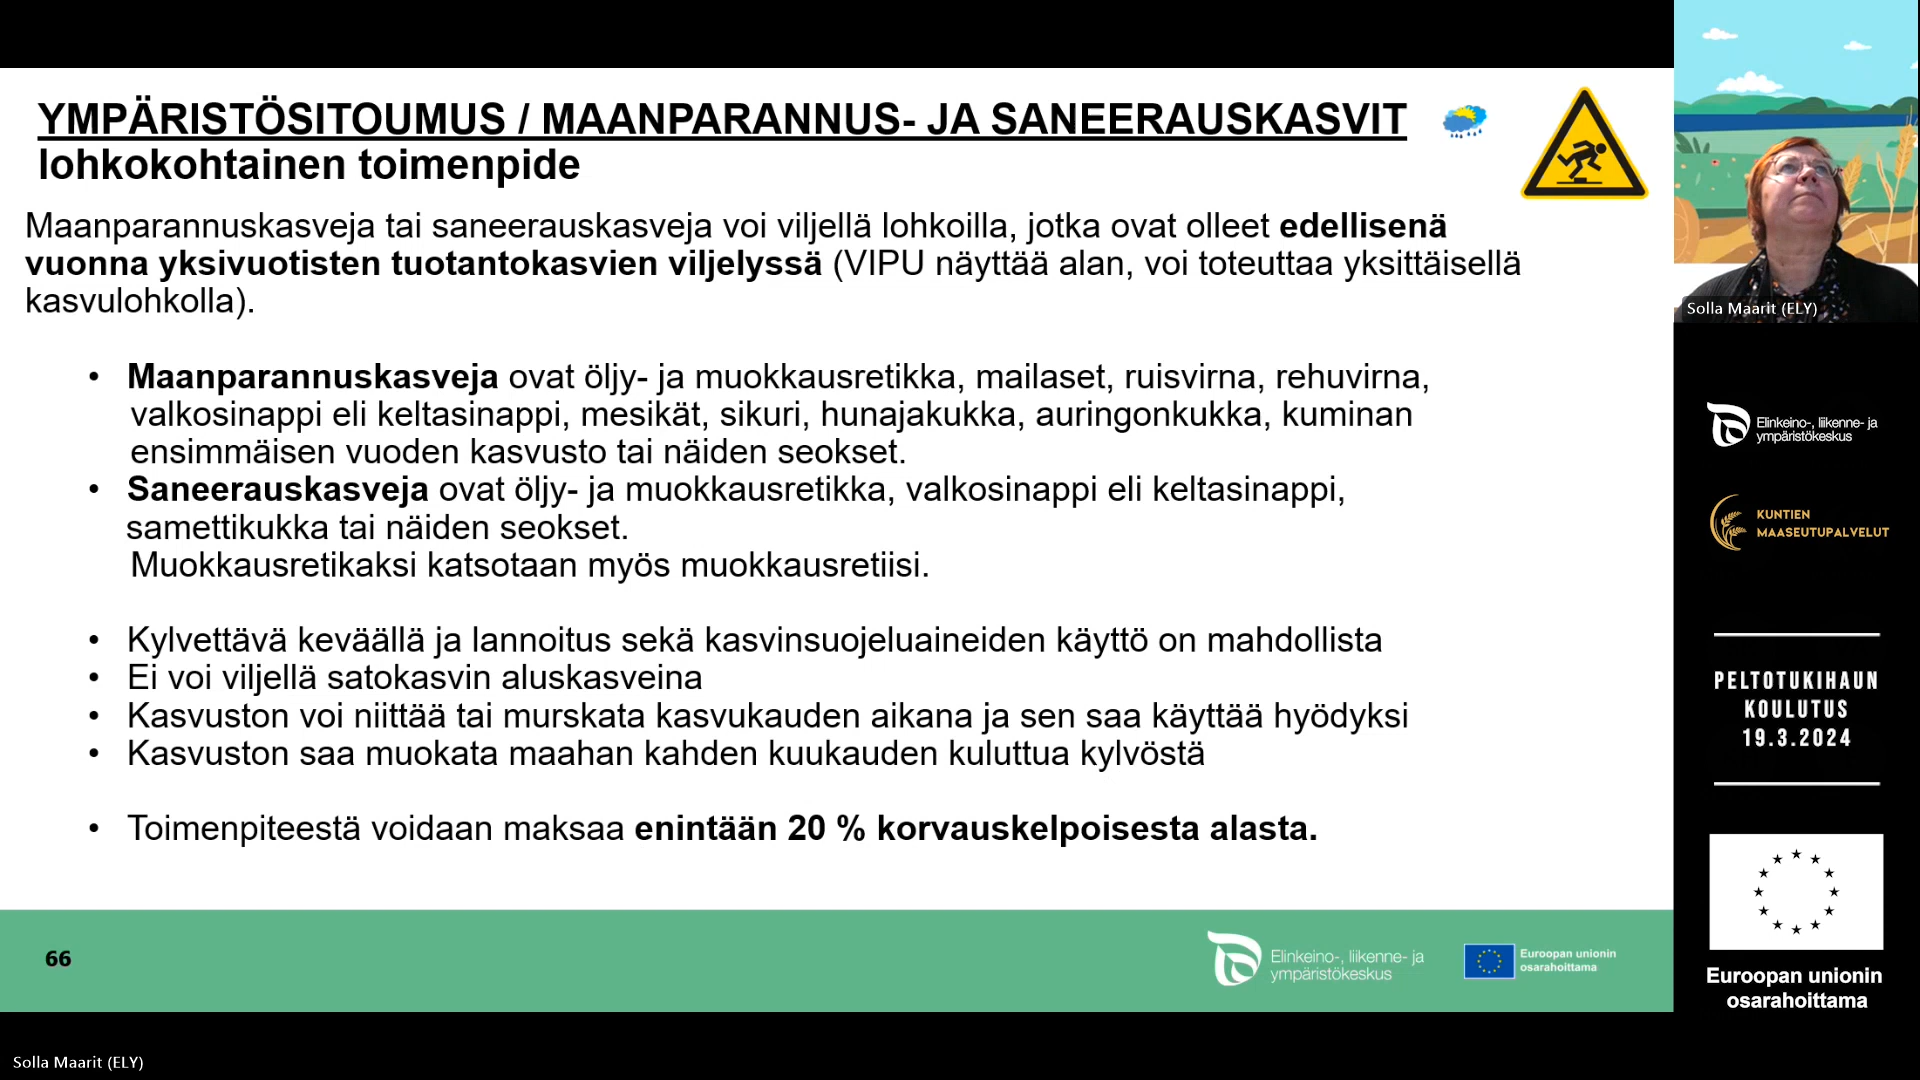 YMPÄRISTÖSITOUMUS / MAANPARANNUS- JA SANEERAUSKASVIT
lohkokohtainen toimenpide
Maanparannuskasveja tai saneerauskasveja voi viljellä lohkoilla, jotka ovat olleet edellisenä
vuonna yksivuotisten tuotantokasvien viljelyssä (VIPU näyttää alan, voi toteuttaa yksittäisellä
kasvulohkolla).
• Maanparannuskasveja ovat öljy- ja muokkausretikka, mailaset, ruisvirna, rehuvirna,
valkosinappi eli keltasinappi, mesikät, sikuri, hunajakukka, auringonkukka, kuminan
ensimmäisen vuoden kasvusto tai näiden seokset.
• Saneerauskasveja ovat öljy- ja muokkausretikka, valkosinappi eli keltasinappi,
samettikukka tai näiden seokset.
Muokkausretikaksi katsotaan myös muokkausretiisi.
• Kylvettävä keväällä ja lannoitus sekä kasvinsuojeluaineiden käyttö on mahdollista
• Ei voi viljellä satokasvin aluskasveina
• Kasvuston voi niittää tai murskata kasvukauden aikana ja sen saa käyttää hyödyksi
• Kasvuston saa muokata maahan kahden kuukauden kuluttua kylvöstä
• Toimenpiteestä voidaan maksaa enintään 20 % korvauskelpoisesta alasta.
66
Elinkeino-, liikenne- ja
ympäristökeskus
Euroopan unionin
osarahoittama
Solla Maarit (ELY)
Elinkeino-, liikenne- ja
ympäristökeskus
KUNTIEN
MAASEUTUPALVELUT
PELTOTUKIHAUN
KOULUTUS
19.3.2024
Euroopan unionin
osarahoittama
Solla Maarit (ELY)